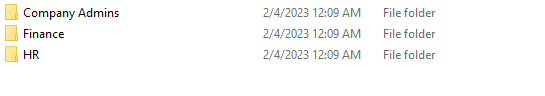 Company Admins 2/4/2023 12:09 AM File folder
Finance 2/4/2023 12:09 AM File folder
HR 2/4/2023 12:09 AM File folder